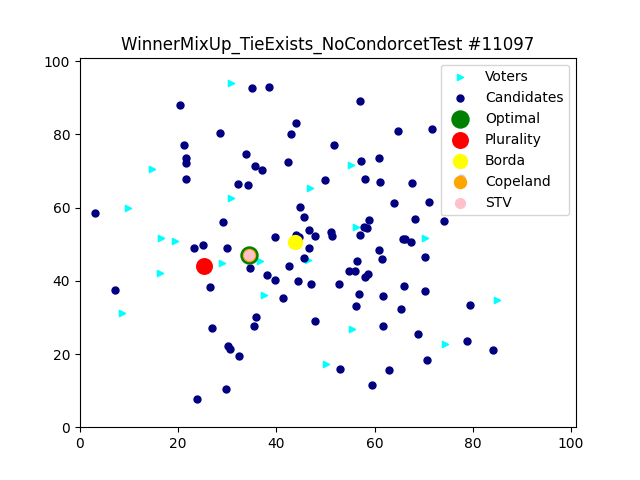 WinnerMixUp_TieExists_NoCondorcetTest #11097
100
80
60
40
20
0
0 20 40 60 80 100
Voters
Candidates
Optimal
Plurality
Borda
Copeland
STV